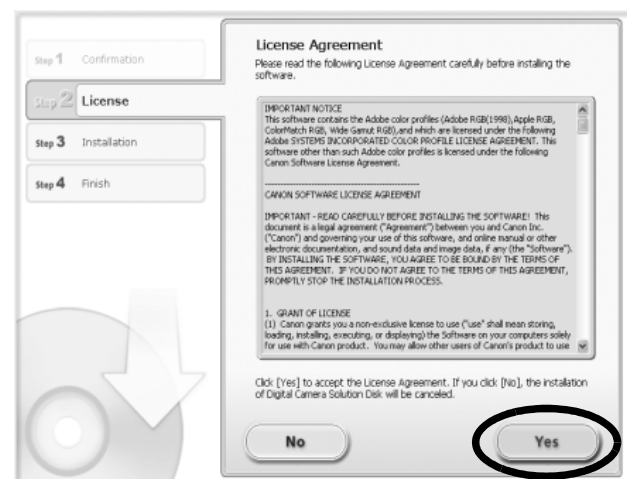 Step 1 Confirmation
Step 2 License
Step 3 Installation
Step 4 Finish
License Agreement
Please read the following License Agreement carefully before installing the
software.
IMPORTANT NOTICE
This software contains the Adobe color profiles (Adobe RGB(1998),Apple RGB,
ColorMatch RGB, Wide Gamut RGB),and which are licensed under the following
Adobe SYSTEMS INCORPORATED COLOR PROFILE LICENSE AGREEMENT. This
software other than such Adobe color profiles is licensed under the following
Canon Software License Agreement.
----------------------------------------
CANON SOFTWARE LICENSE AGREEMENT
IMPORTANT - READ CAREFULLY BEFORE INSTALLING THE SOFTWARE! This
document is a legal agreement ("Agreement") between you and Canon Inc.
("Canon") and governing your use of this software, and online manual or other
electronic documentation, and sound data and image data, if any (the "Software").
BY INSTALLING THE SOFTWARE, YOU AGREE TO BE BOUND BY THE TERMS OF
THIS AGREEMENT. IF YOU DO NOT AGREE TO THE TERMS OF THIS AGREEMENT,
PROMPTLY STOP THE INSTALLATION PROCESS.
1. GRANT OF LICENSE
(1) Canon grants you a non-exclusive license to use ("use" shall mean storing,
loading, installing, executing, or displaying) the Software on your computers solely
for use with Canon product. You may allow other users of Canon's product to use
Click [Yes] to accept the License Agreement. If you click [No], the installation
of Digital Camera Solution Disk will be canceled.
No
Yes